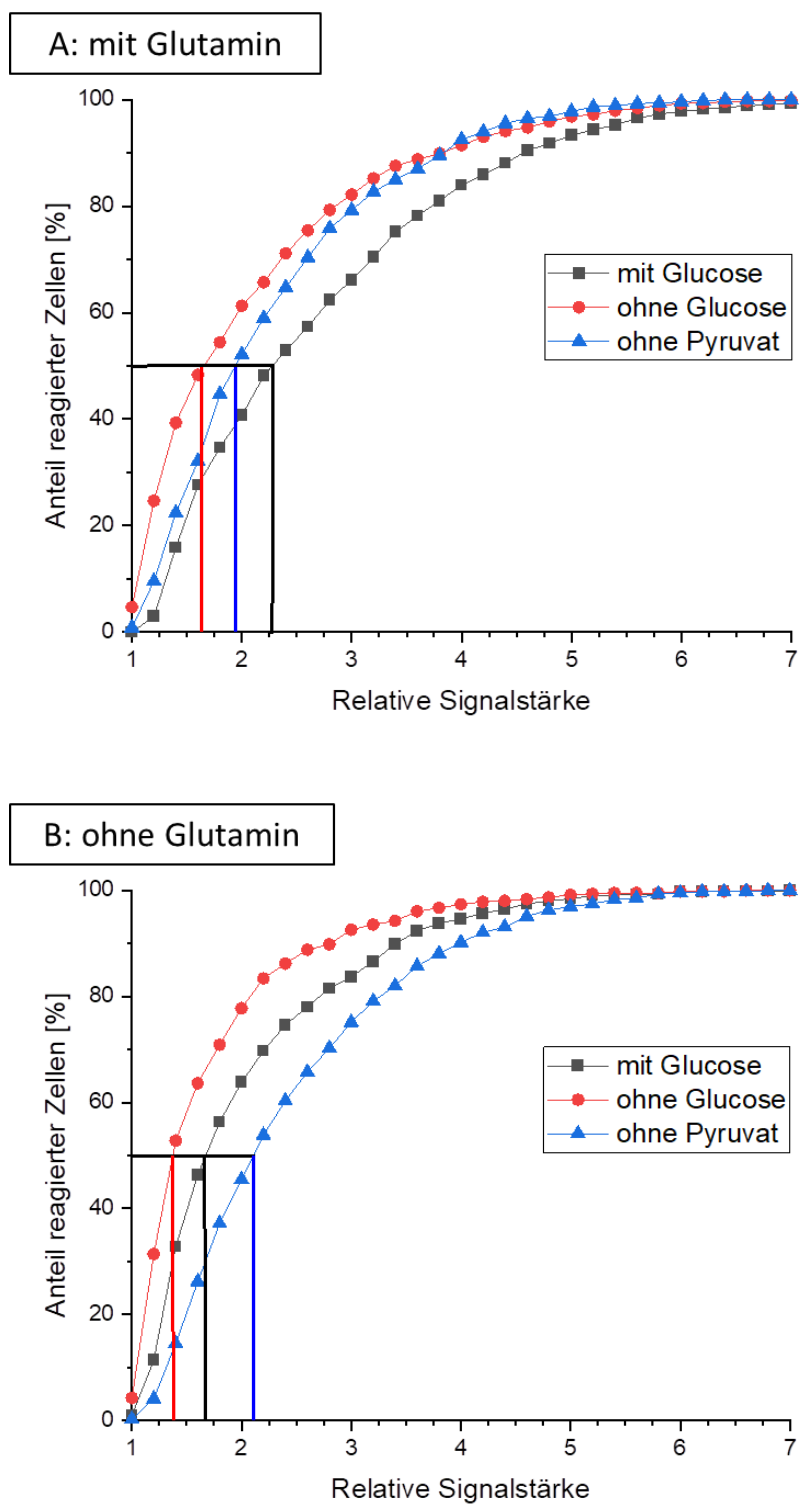 A: mit Glutamin
100
80
60
40
20
0
Anteil reagierter Zellen [%]
mit Glucose
ohne Glucose
ohne Pyruvat
1 2 3 4 5 6 7
Relative Signalstärke
B: ohne Glutamin
100
80
60
40
20
0
Anteil reagierter Zellen [%]
mit Glucose
ohne Glucose
ohne Pyruvat
1 2 3 4 5 6 7
Relative Signalstärke